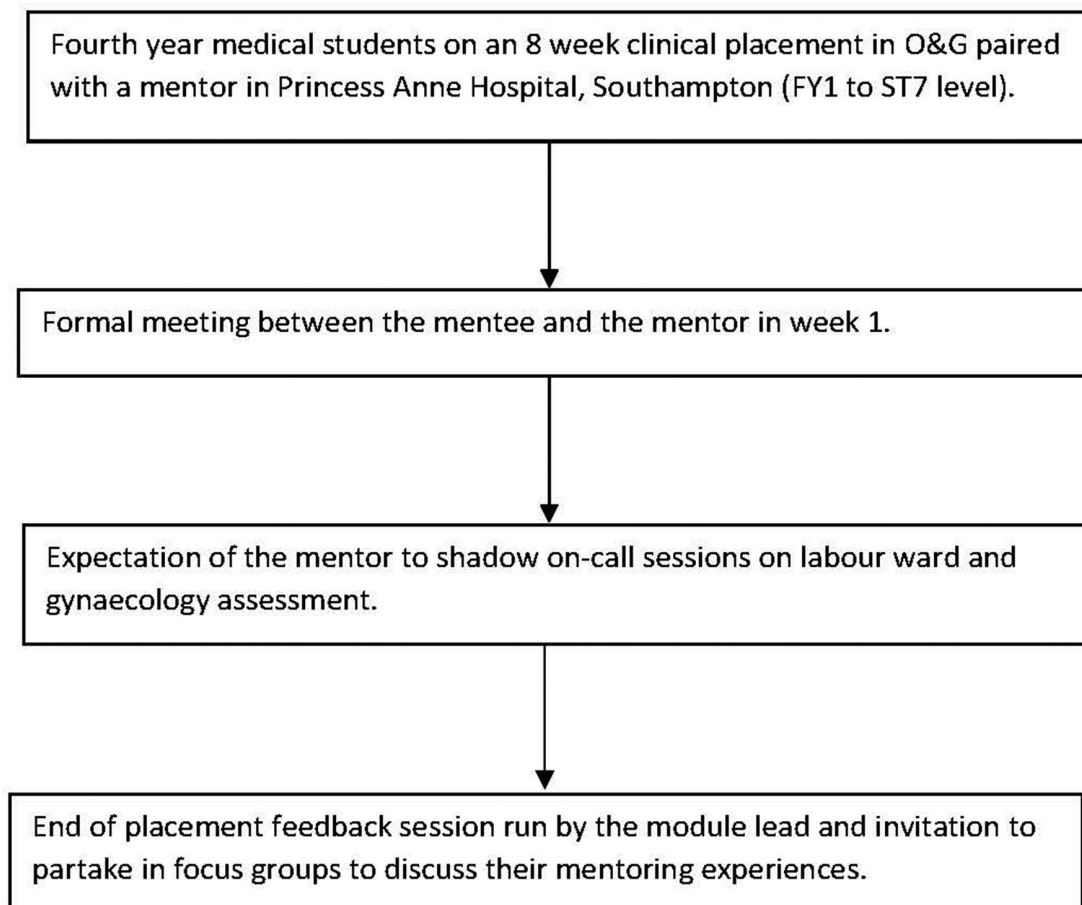 Fourth year medical students on an 8 week clinical placement in O&G paired
with a mentor in Princess Anne Hospital, Southampton (FY1 to ST7 level).
Formal meeting between the mentee and the mentor in week 1.
Expectation of the mentor to shadow on-call sessions on labour ward and
gynaecology assessment.
End of placement feedback session run by the module lead and invitation to
partake in focus groups to discuss their mentoring experiences.